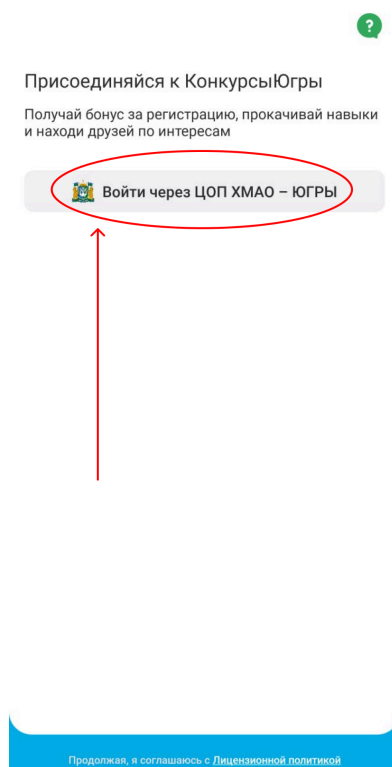 ?
Присоединяйся к КонкурсыЮгры
Получай бонус за регистрацию, прокачивай навыки
и находи друзей по интересам
Войти через ЦОП ХМАО – ЮГРЫ
Продолжая, я соглашаюсь с Лицензионной политикой